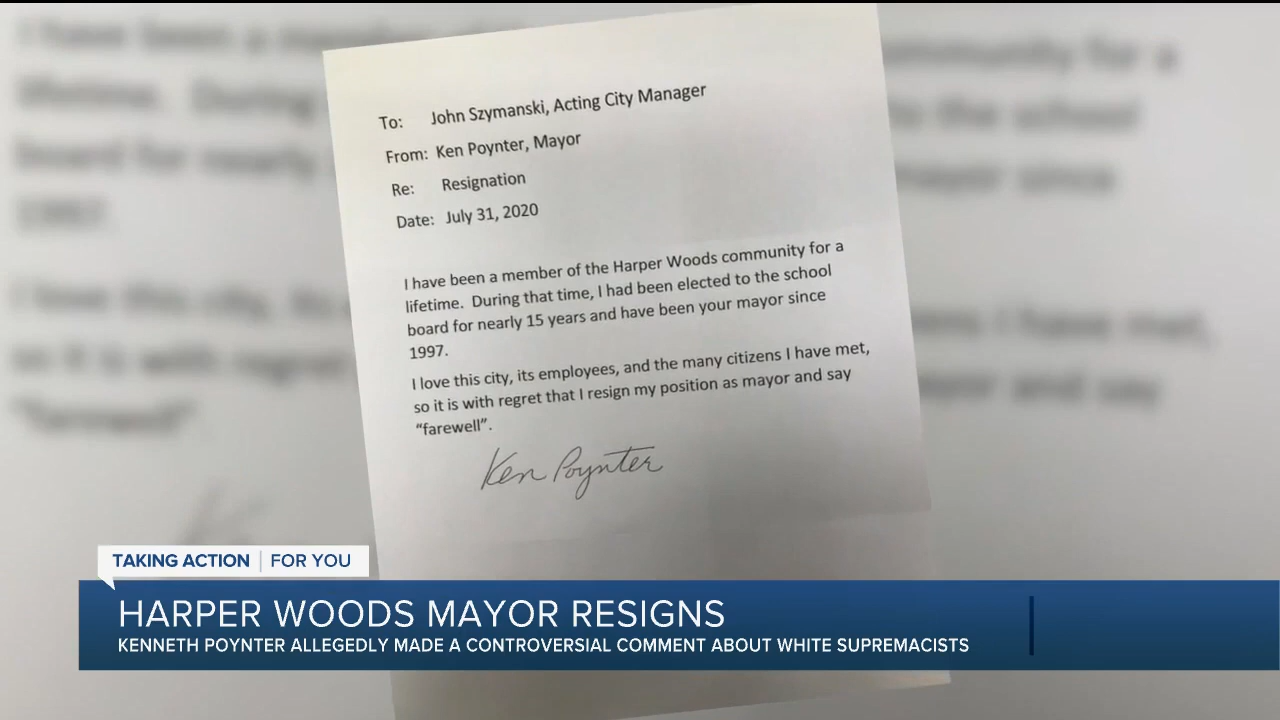 To: John Szymanski, Acting City Manager
From: Ken Poynter, Mayor
Re: Resignation
Date: July 31, 2020
I have been a member of the Harper Woods community for a
lifetime. During that time, I had been elected to the school
board for nearly 15 years and have been your mayor since
1997.
I love this city, its employees, and the many citizens I have met,
so it is with regret that I resign my position as mayor and say
“farewell”.
Ken Poynter
TAKING ACTION | FOR YOU
HARPER WOODS MAYOR RESIGNS
KENNETH POYNTER ALLEGEDLY MADE A CONTROVERSIAL COMMENT ABOUT WHITE SUPREMACISTS